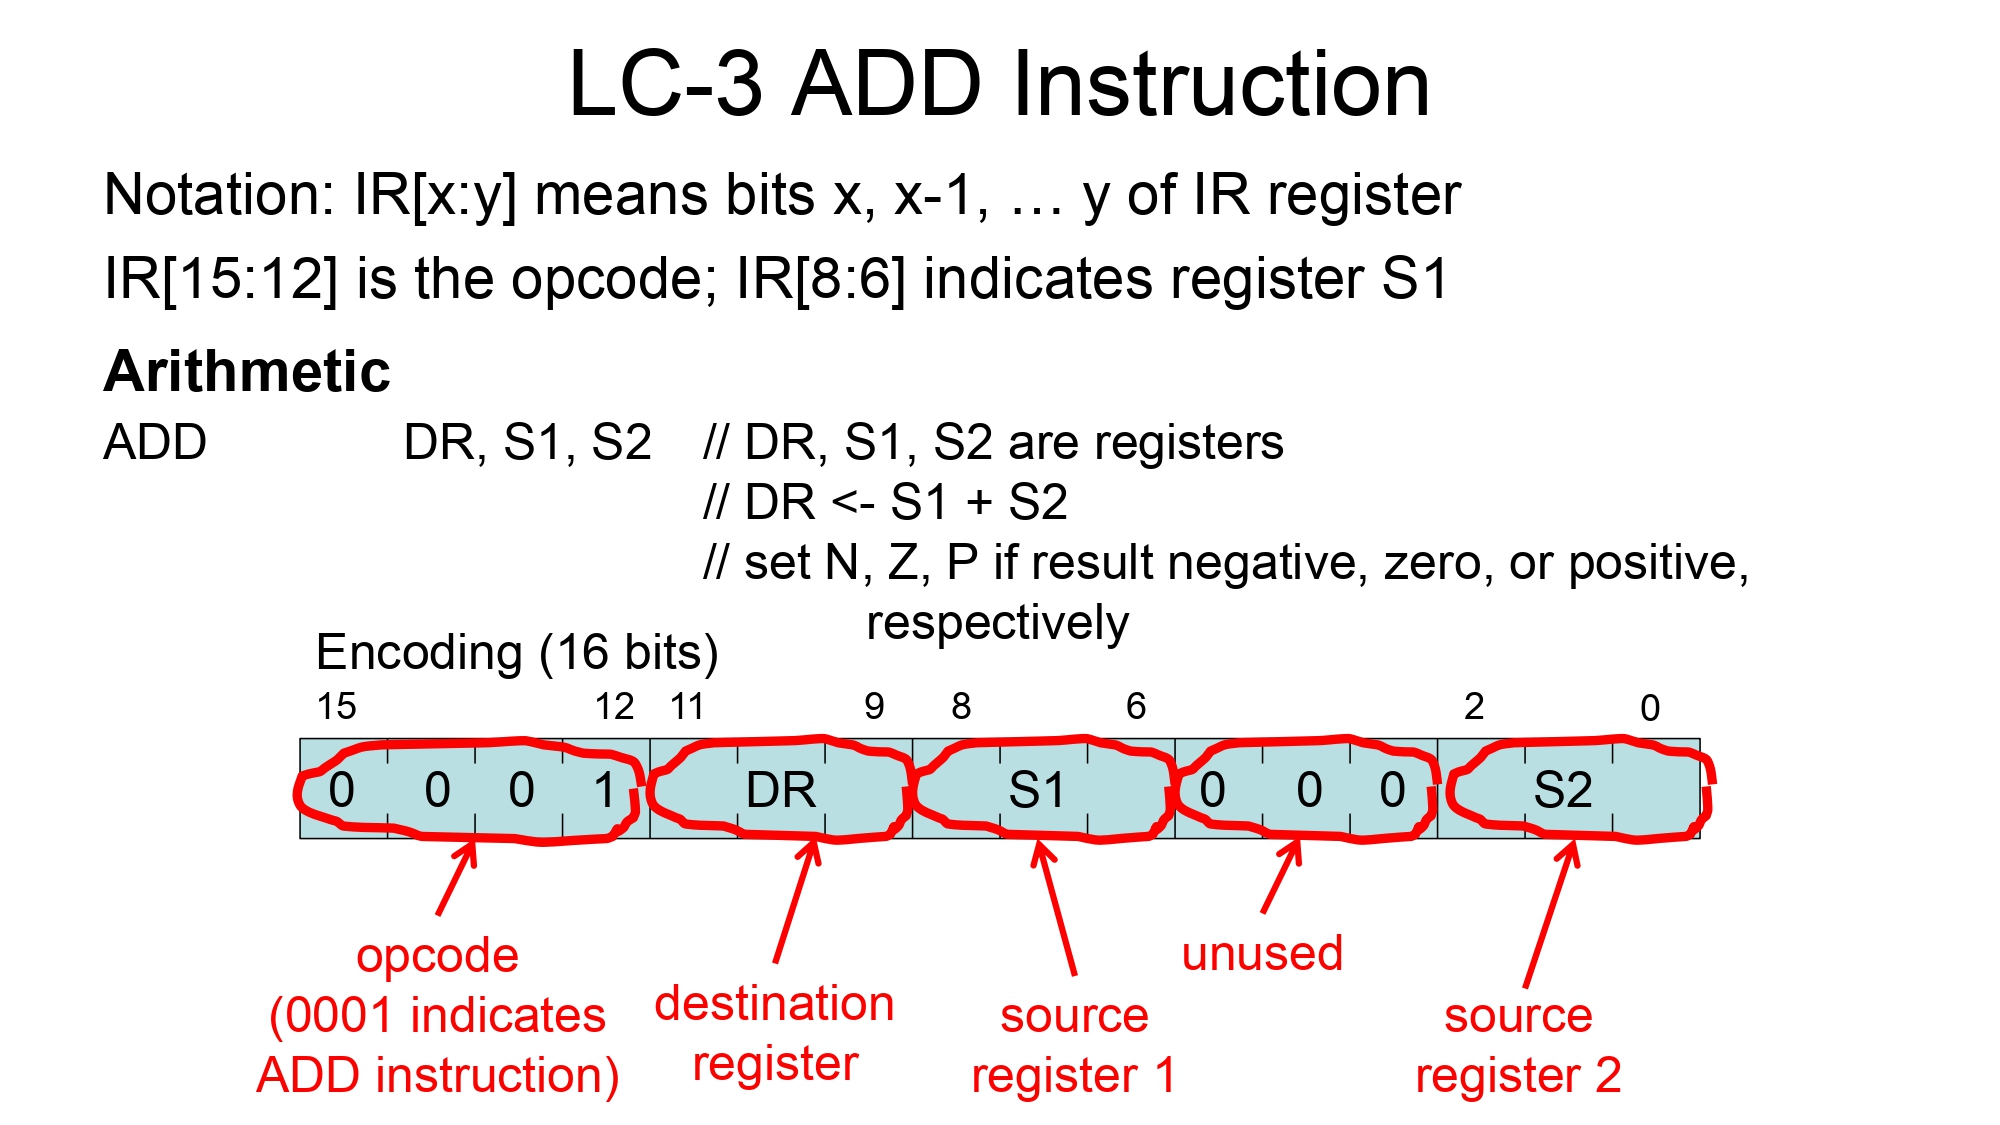 LC-3 ADD Instruction
Notation: IR[x:y] means bits x, x-1, … y of IR register
IR[15:12] is the opcode; IR[8:6] indicates register S1
Arithmetic
ADD DR, S1, S2 // DR, S1, S2 are registers
// DR <- S1 + S2
// set N, Z, P if result negative, zero, or positive,
respectively
Encoding (16 bits)
15 12 11 9 8 6 2 0
0 0 0 1 DR S1 0 0 0 S2
opcode
(0001 indicates
ADD instruction)
destination
register
source
register 1
unused
source
register 2